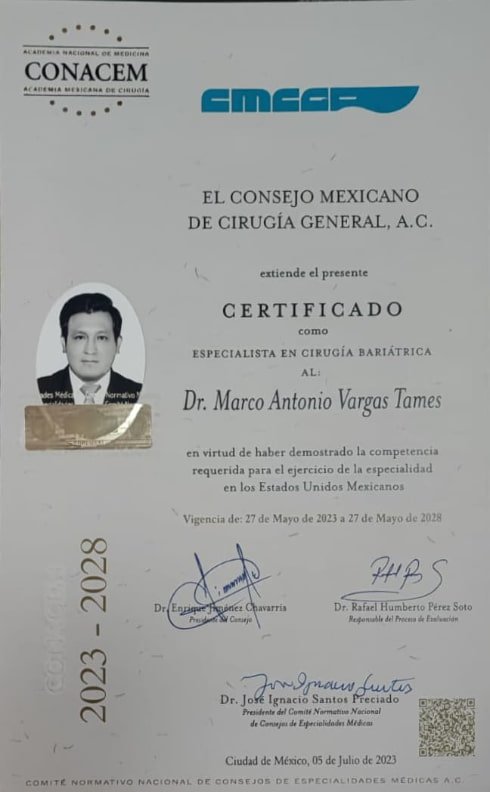 ACADEMIA NACIONAL DE MEDICINA
CONACEM
ACADEMIA MEXICANA DE CIRUGÍA
CMCG
EL CONSEJO MEXICANO
DE CIRUGÍA GENERAL, A.C.
extiende el presente
CERTIFICADO
como
ESPECIALISTA EN CIRUGÍA BARIÁTRICA
AL:
Dr. Marco Antonio Vargas Tames
en virtud de haber demostrado la competencia
requerida para el ejercicio de la especialidad
en los Estados Unidos Mexicanos
Vigencia de: 27 de Mayo de 2023 a 27 de Mayo de 2028
Dr. Enrique Jiménez Chavarría
Presidente del Consejo
Dr. Rafael Humberto Pérez Soto
Responsable del Proceso de Evaluación
Dr. José Ignacio Santos Preciado
Presidente del Comité Normativo Nacional
de Consejos de Especialidades Médicas
2023 - 2028
CONACEM
Ciudad de México, 05 de Julio de 2023
COMITÉ NORMATIVO NACIONAL DE CONSEJOS DE ESPECIALIDADES MÉDICAS A.C.